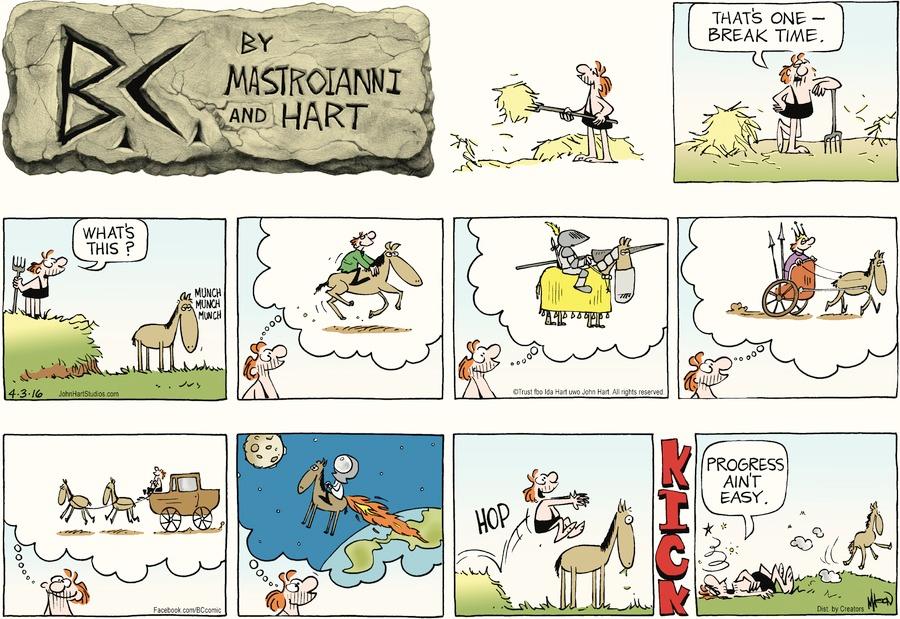 BC.
BY
MASTROIANNI
AND HART
THAT'S ONE —
BREAK TIME.
WHAT'S
THIS ?
MUNCH
MUNCH
MUNCH
4-3-16
JohnHartStudios.com
©Trust fbo Ida Hart uwo John Hart. All rights reserved.
Facebook.com/BCcomic
HOP
KICK
PROGRESS
AIN'T
EASY.
Dist. by Creators